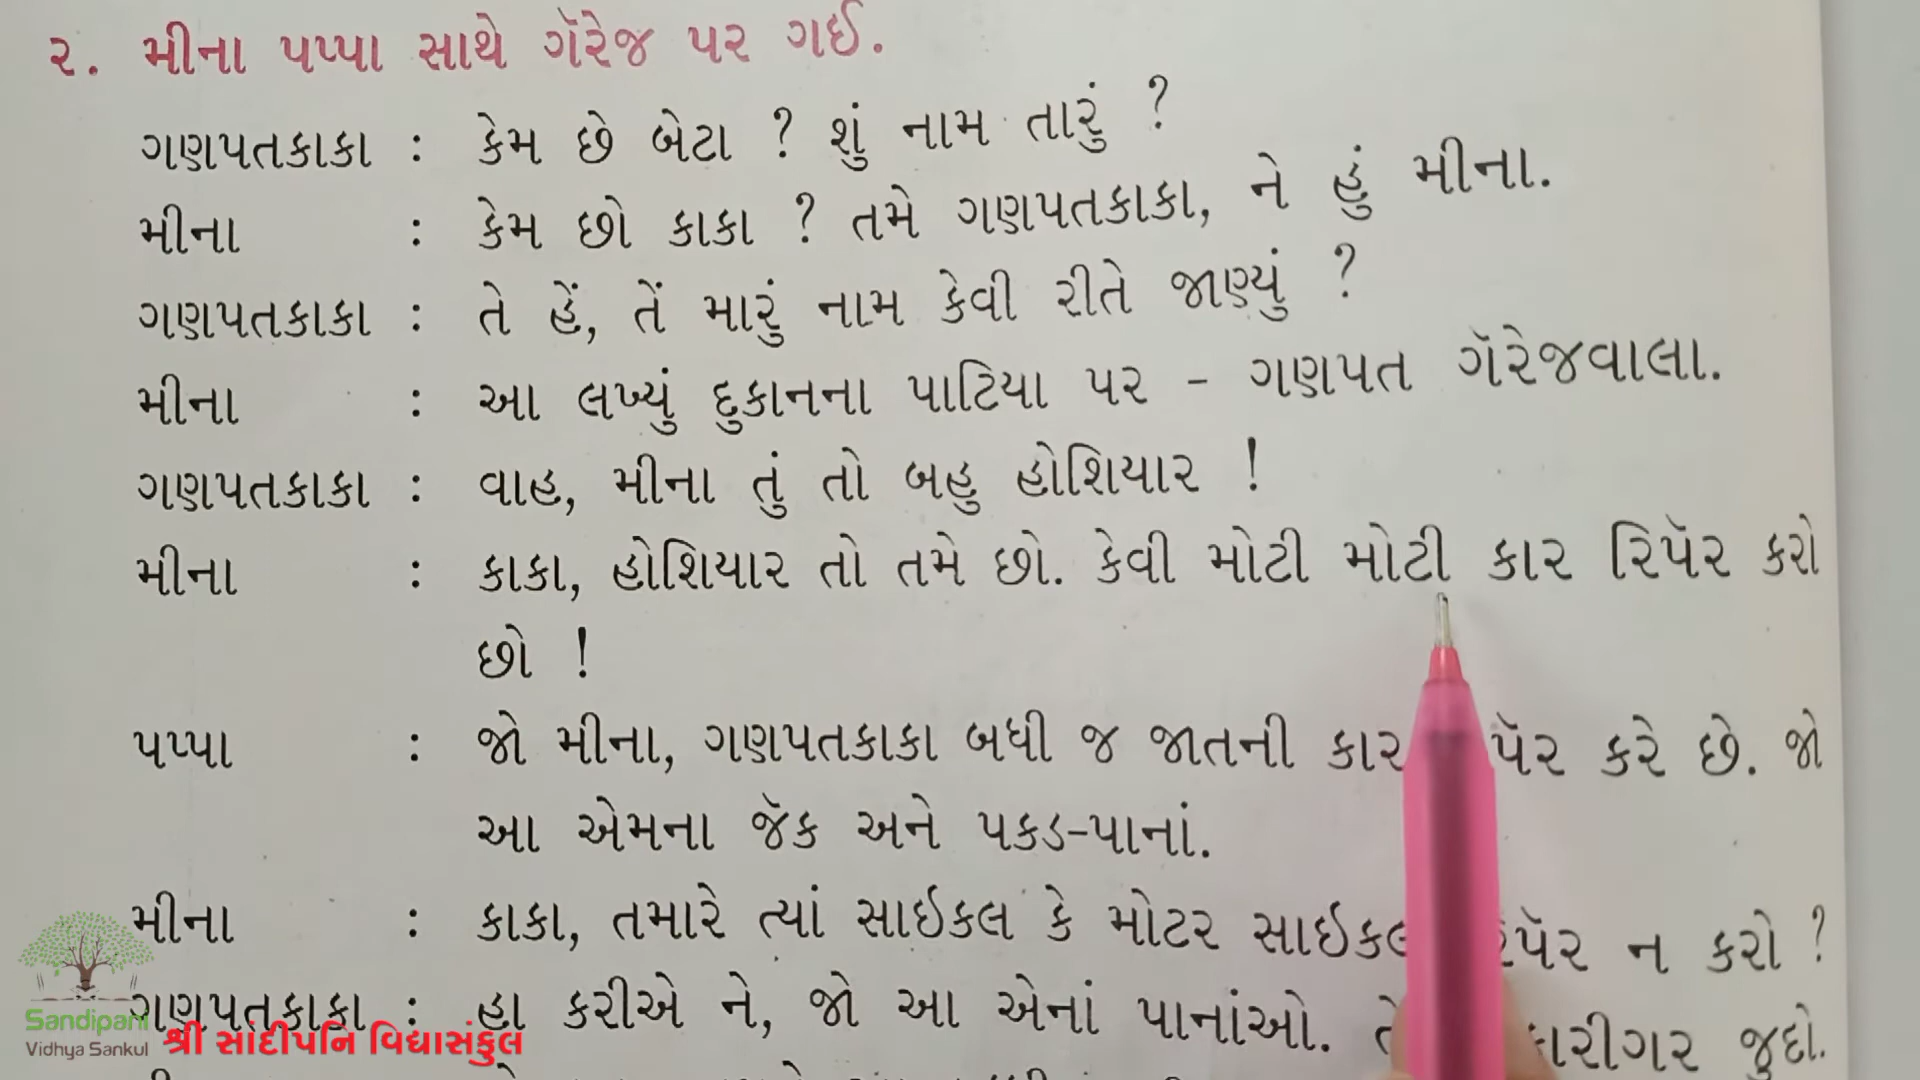 ૨. મીના પપ્પા સાથે ગૅરેજ પર ગઈ.
ગણપતકાકા : કેમ છે બેટા ? શું નામ તારું ?
મીના : કેમ છો કાકા ? તમે ગણપતકાકા, ને હું મીના.
ગણપતકાકા : તે હેં, તેં મારું નામ કેવી રીતે જાણ્યું ?
મીના : આ લખ્યું દુકાનના પાટિયા પર - ગણપત ગૅરેજવાલા.
ગણપતકાકા : વાહ, મીના તું તો બહુ હોશિયાર !
મીના : કાકા, હોશિયાર તો તમે છો. કેવી મોટી મોટી કાર રિપૅર કરો
છો !
પપ્પા : જો મીના, ગણપતકાકા બધી જ જાતની કાર કરે છે. જો
આ એમના જૅક અને પકડ-પાનાં.
મીના : કાકા, તમારે ત્યાં સાઇકલ કે મોટર સાઇકલ ન કરો ?
ગણપતકાકા : હા કરીએ ને, જો આ એનાં પાનાંઓ. જુદો.
Sandipani
Vidhya Sankul
શ્રી સાંદીપનિ વિદ્યાસંકુલ